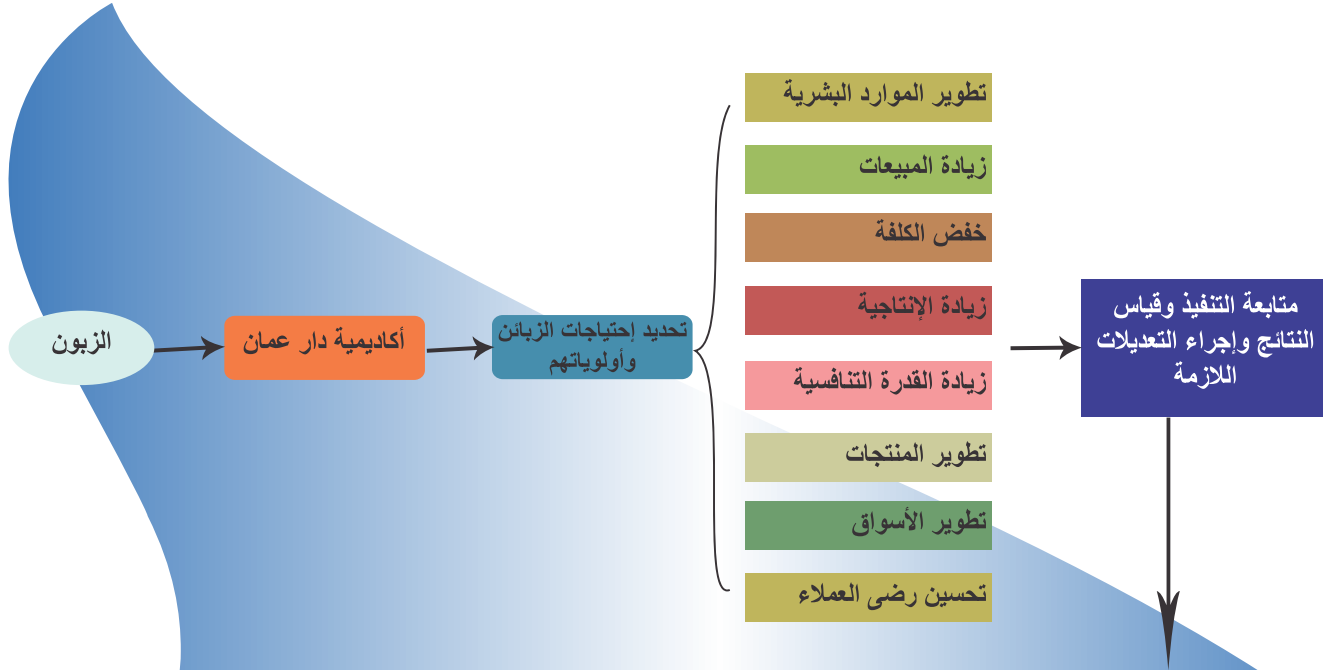 الزبون
أكاديمية دار عمان
تحديد إحتياجات الزبائن
وأولوياتهم
تطوير الموارد البشرية
زيادة المبيعات
خفض الكلفة
زيادة الإنتاجية
زيادة القدرة التنافسية
تطوير المنتجات
تطوير الأسواق
تحسين رضى العملاء
متابعة التنفيذ وقياس
النتائج وإجراء التعديلات
اللازمة